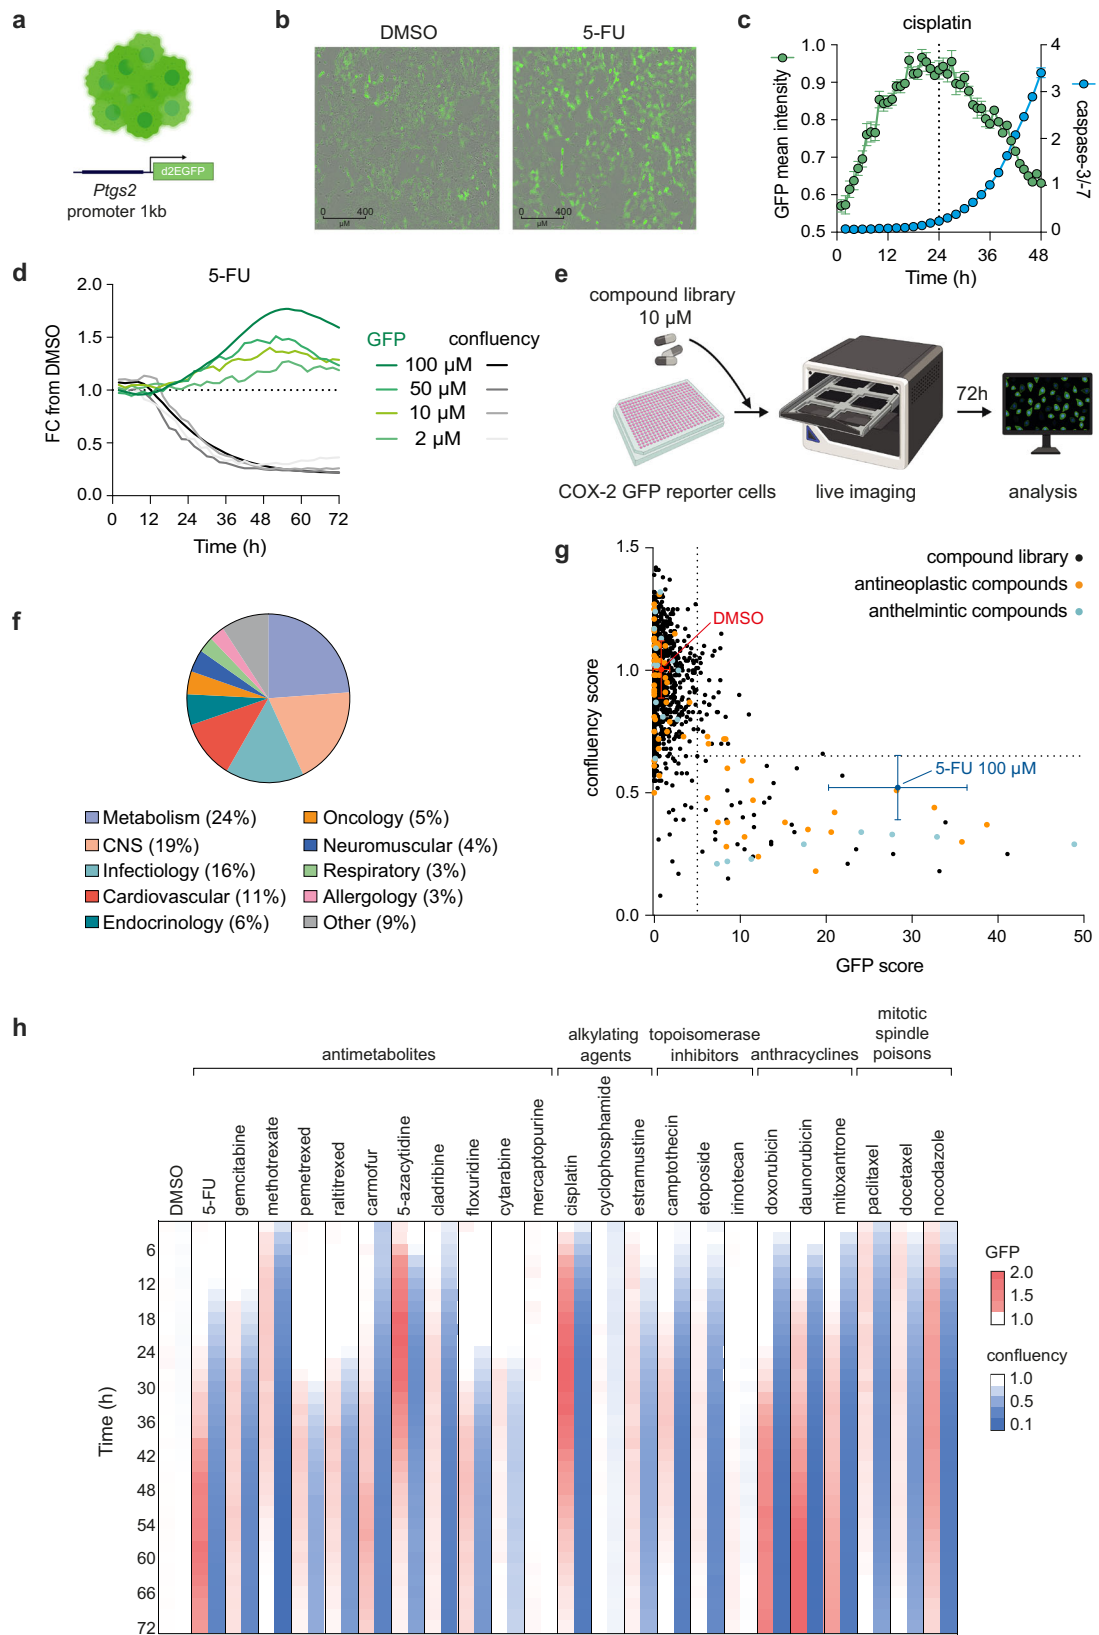 a
d2EGFP
Ptgs2
promoter 1kb
b
DMSO
5-FU
0 400
µM
0 400
µM
c
cisplatin
GFP mean intensity
1.0
0.9
0.8
0.7
0.6
0.5
4
3
2
1
0
caspase-3/-7
0 12 24 36 48
Time (h)
d
5-FU
FC from DMSO
2.0
1.5
1.0
0.5
0.0
0 12 24 36 48 60 72
Time (h)
GFP confluency
100 µM
50 µM
10 µM
2 µM
e
compound library
10 µM
72h
COX-2 GFP reporter cells
live imaging
analysis
f
Metabolism (24%)
CNS (19%)
Infectiology (16%)
Cardiovascular (11%)
Endocrinology (6%)
Oncology (5%)
Neuromuscular (4%)
Respiratory (3%)
Allergology (3%)
Other (9%)
g
compound library
antineoplastic compounds
anthelmintic compounds
DMSO
5-FU 100 µM
confluency score
1.5
1.0
0.5
0.0
0 10 20 30 40 50
GFP score
h
antimetabolites
alkylating
agents
topoisomerase
inhibitors
anthracyclines
mitotic
spindle
poisons
DMSO
5-FU
gemcitabine
methotrexate
pemetrexed
raltitrexed
carmofur
5-azacytidine
cladribine
floxuridine
cytarabine
mercaptopurine
cisplatin
cyclophosphamide
estramustine
camptothecin
etoposide
irinotecan
doxorubicin
daunorubicin
mitoxantrone
paclitaxel
docetaxel
nocodazole
Time (h)
6
12
18
24
30
36
42
48
54
60
66
72
GFP
2.0
1.5
1.0
confluency
1.0
0.5
0.1